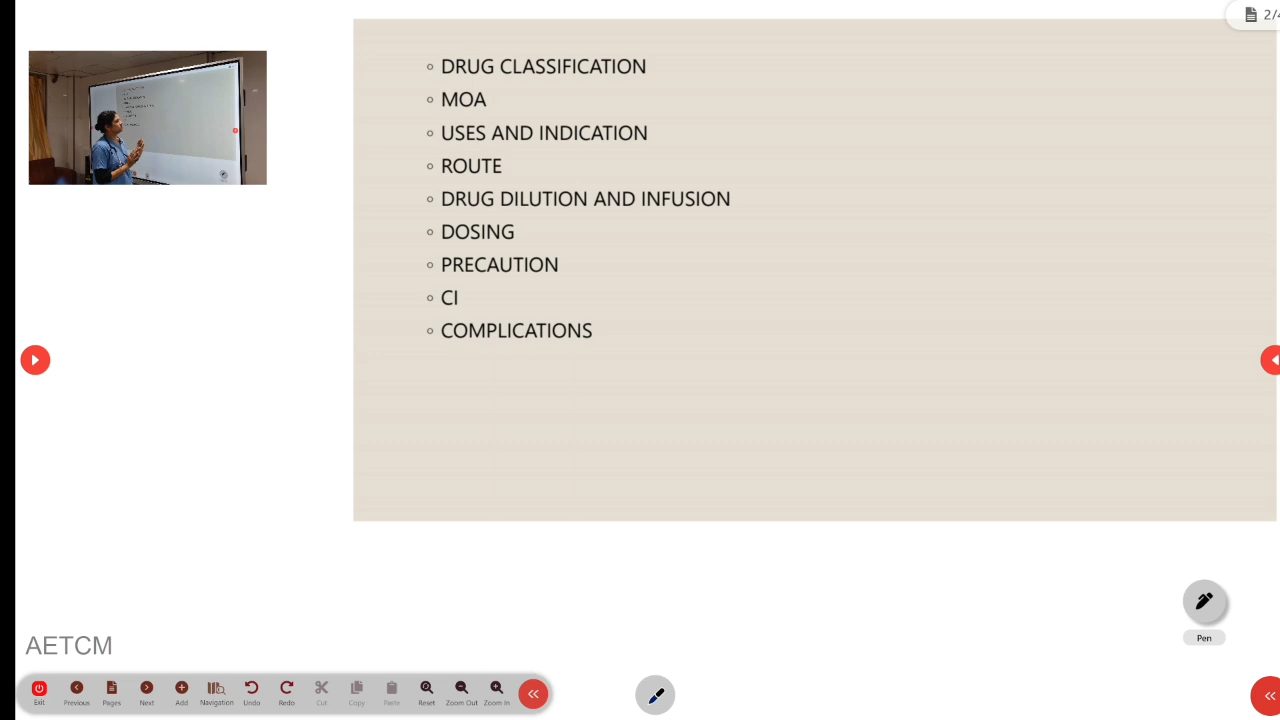 2/4
DRUG CLASSIFICATION
MOA
USES AND INDICATION
ROUTE
DRUG DILUTION AND INFUSION
DOSING
PRECAUTION
CI
COMPLICATIONS
Pen
AETCM
Exit Previous Pages Next Add Navigation Undo Redo Cut Copy Paste Reset Zoom Out Zoom In